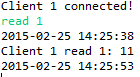 Client 1 connected!
read 1
2015-02-25 14:25:38
Client 1 read 1: 11
2015-02-25 14:25:53